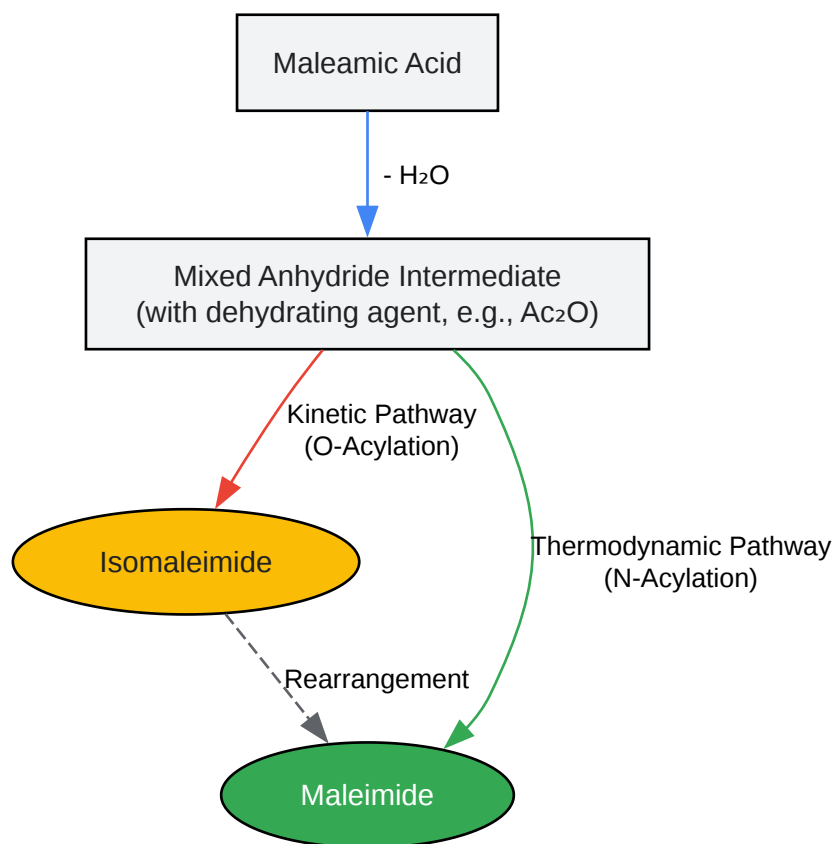 Maleamic Acid
- H₂O
Mixed Anhydride Intermediate
(with dehydrating agent, e.g., Ac₂O)
Kinetic Pathway
(O-Acylation)
Thermodynamic Pathway
(N-Acylation)
Isomaleimide
Rearrangement
Maleimide